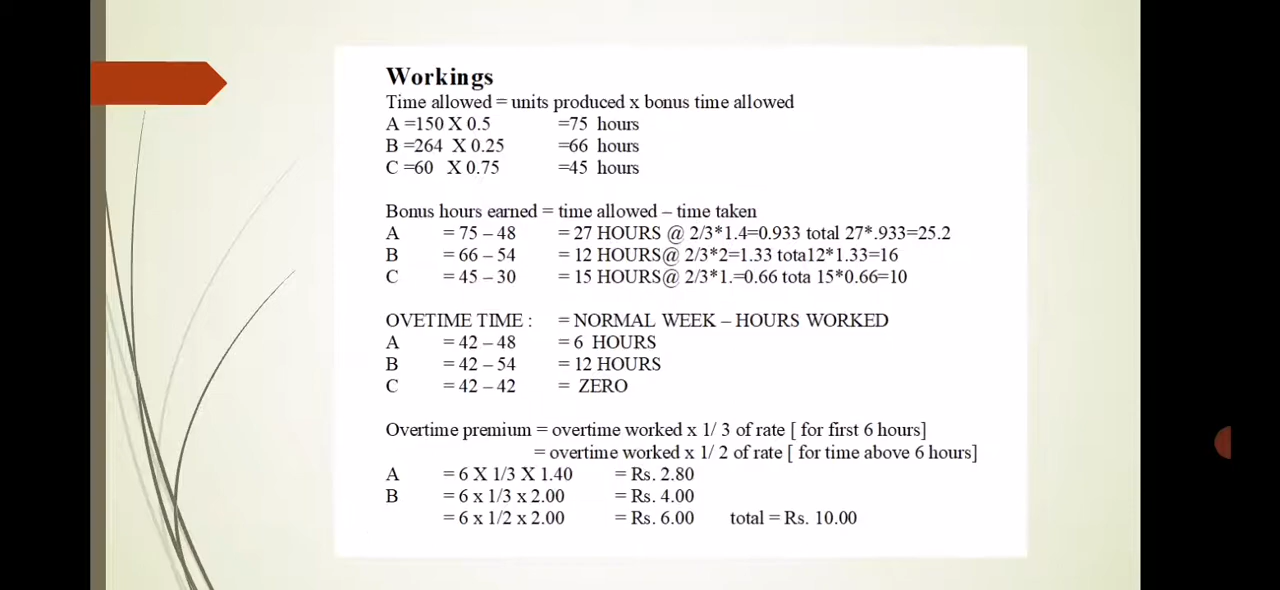 Workings
Time allowed = units produced x bonus time allowed
A =150 X 0.5 =75 hours
B =264 X 0.25 =66 hours
C =60 X 0.75 =45 hours
Bonus hours earned = time allowed – time taken
A = 75 – 48 = 27 HOURS @ 2/3*1.4=0.933 total 27*.933=25.2
B = 66 – 54 = 12 HOURS@ 2/3*2=1.33 tota12*1.33=16
C = 45 – 30 = 15 HOURS@ 2/3*1.=0.66 tota 15*0.66=10
OVETIME TIME : = NORMAL WEEK – HOURS WORKED
A = 42 – 48 = 6 HOURS
B = 42 – 54 = 12 HOURS
C = 42 – 42 = ZERO
Overtime premium = overtime worked x 1/ 3 of rate [ for first 6 hours]
= overtime worked x 1/ 2 of rate [ for time above 6 hours]
A = 6 X 1/3 X 1.40 = Rs. 2.80
B = 6 x 1/3 x 2.00 = Rs. 4.00
= 6 x 1/2 x 2.00 = Rs. 6.00 total = Rs. 10.00